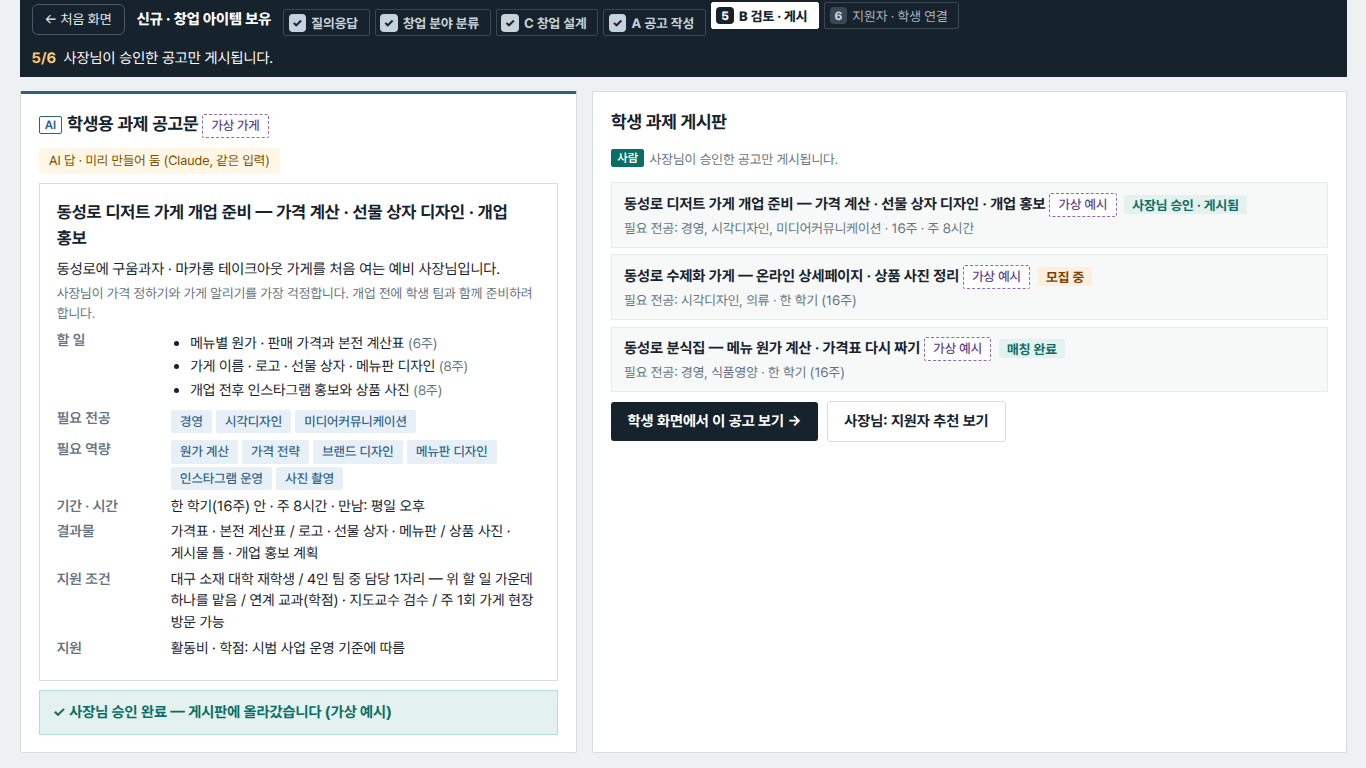 ← 처음 화면
신규 · 창업 아이템 보유
✓ 질의응답
✓ 창업 분야 분류
✓ C 창업 설계
✓ A 공고 작성
5 B 검토 · 게시
6 지원자 · 학생 연결
5/6 사장님이 승인한 공고만 게시됩니다.
AI 학생용 과제 공고문 가상 가게
AI 답 · 미리 만들어 둠 (Claude, 같은 입력)
동성로 디저트 가게 개업 준비 — 가격 계산 · 선물 상자 디자인 · 개업
홍보
동성로에 구움과자 · 마카롱 테이크아웃 가게를 처음 여는 예비 사장님입니다.
사장님이 가격 정하기와 가게 알리기를 가장 걱정합니다. 개업 전에 학생 팀과 함께 준비하려
합니다.
할 일
• 메뉴별 원가 · 판매 가격과 본전 계산표 (6주)
• 가게 이름 · 로고 · 선물 상자 · 메뉴판 디자인 (8주)
• 개업 전후 인스타그램 홍보와 상품 사진 (8주)
필요 전공 경영 시각디자인 미디어커뮤니케이션
필요 역량 원가 계산 가격 전략 브랜드 디자인 메뉴판 디자인
인스타그램 운영 사진 촬영
기간 · 시간 한 학기(16주) 안 · 주 8시간 · 만남: 평일 오후
결과물 가격표 · 본전 계산표 / 로고 · 선물 상자 · 메뉴판 / 상품 사진 ·
게시물 틀 · 개업 홍보 계획
지원 조건 대구 소재 대학 재학생 / 4인 팀 중 담당 1자리 — 위 할 일 가운데
하나를 맡음 / 연계 교과(학점) · 지도교수 검수 / 주 1회 가게 현장
방문 가능
지원 활동비 · 학점: 시범 사업 운영 기준에 따름
✓ 사장님 승인 완료 — 게시판에 올라갔습니다 (가상 예시)
학생 과제 게시판
사람 사장님이 승인한 공고만 게시됩니다.
동성로 디저트 가게 개업 준비 — 가격 계산 · 선물 상자 디자인 · 개업 홍보 가상 예시 사장님 승인 · 게시됨
필요 전공: 경영, 시각디자인, 미디어커뮤니케이션 · 16주 · 주 8시간
동성로 수제화 가게 — 온라인 상세페이지 · 상품 사진 정리 가상 예시 모집 중
필요 전공: 시각디자인, 의류 · 한 학기 (16주)
동성로 분식집 — 메뉴 원가 계산 · 가격표 다시 짜기 가상 예시 매칭 완료
필요 전공: 경영, 식품영양 · 한 학기 (16주)
학생 화면에서 이 공고 보기 →
사장님: 지원자 추천 보기